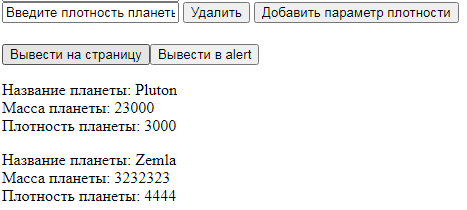 Введите плотность планеть Удалить Добавить параметр плотности
Вывести на страницу Вывести в alert
Название планеты: Pluton
Масса планеты: 23000
Плотность планеты: 3000
Название планеты: Zemla
Масса планеты: 3232323
Плотность планеты: 4444